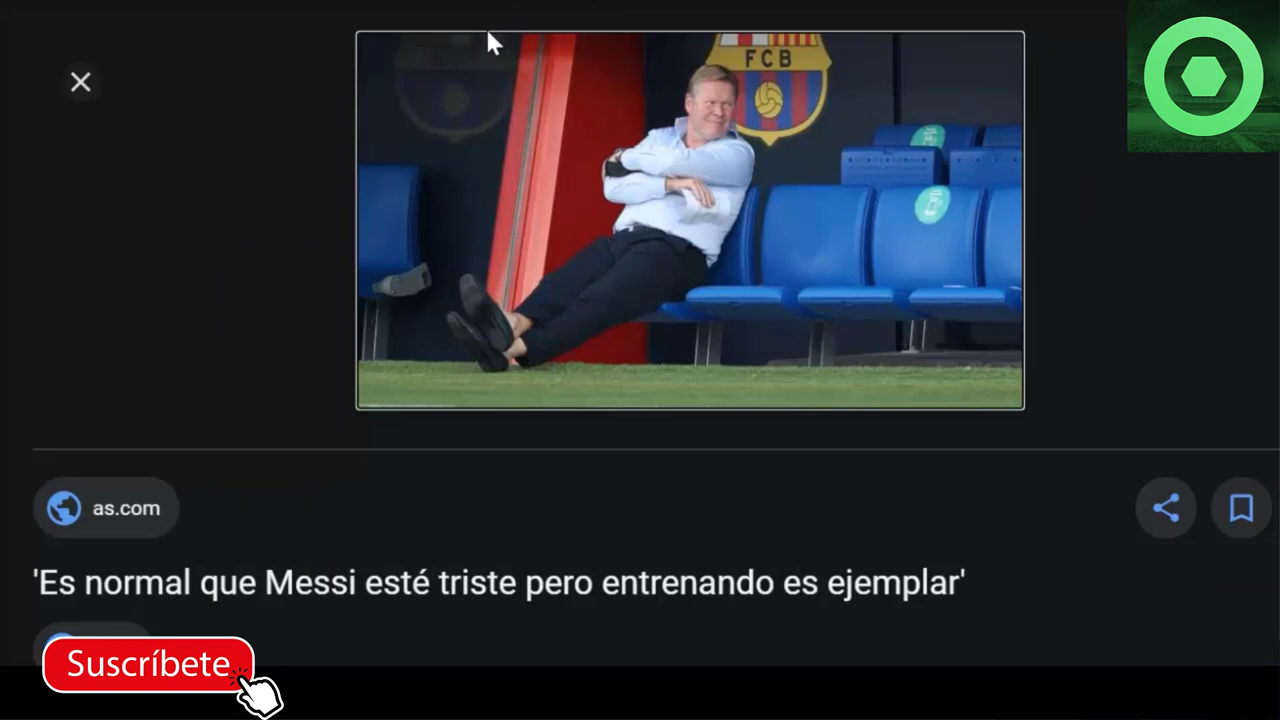 FCB
as.com
'Es normal que Messi esté triste pero entrenando es ejemplar'
Suscríbete